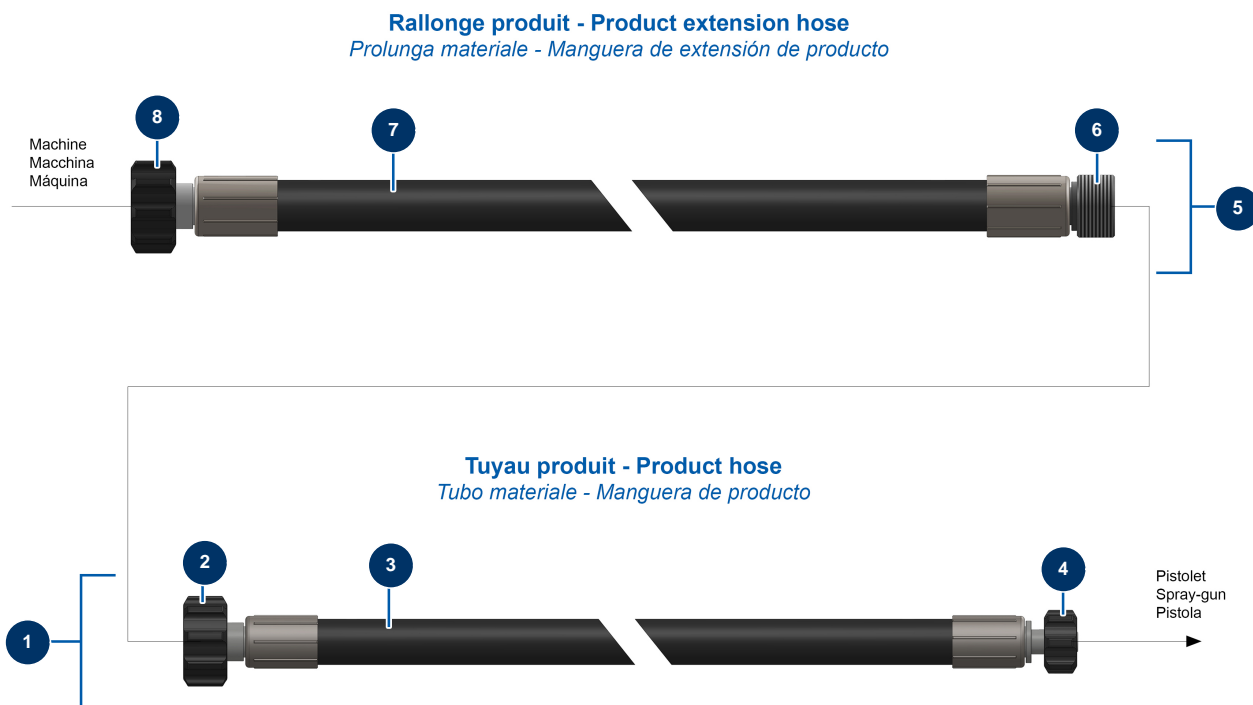 Rallonge produit - Product extension hose
Prolunga materiale - Manguera de extensión de producto
8
7
6
Machine
Macchina
Máquina
5
Tuyau produit - Product hose
Tubo materiale - Manguera de producto
2
3
4
Pistolet
Spray-gun
Pistola
1